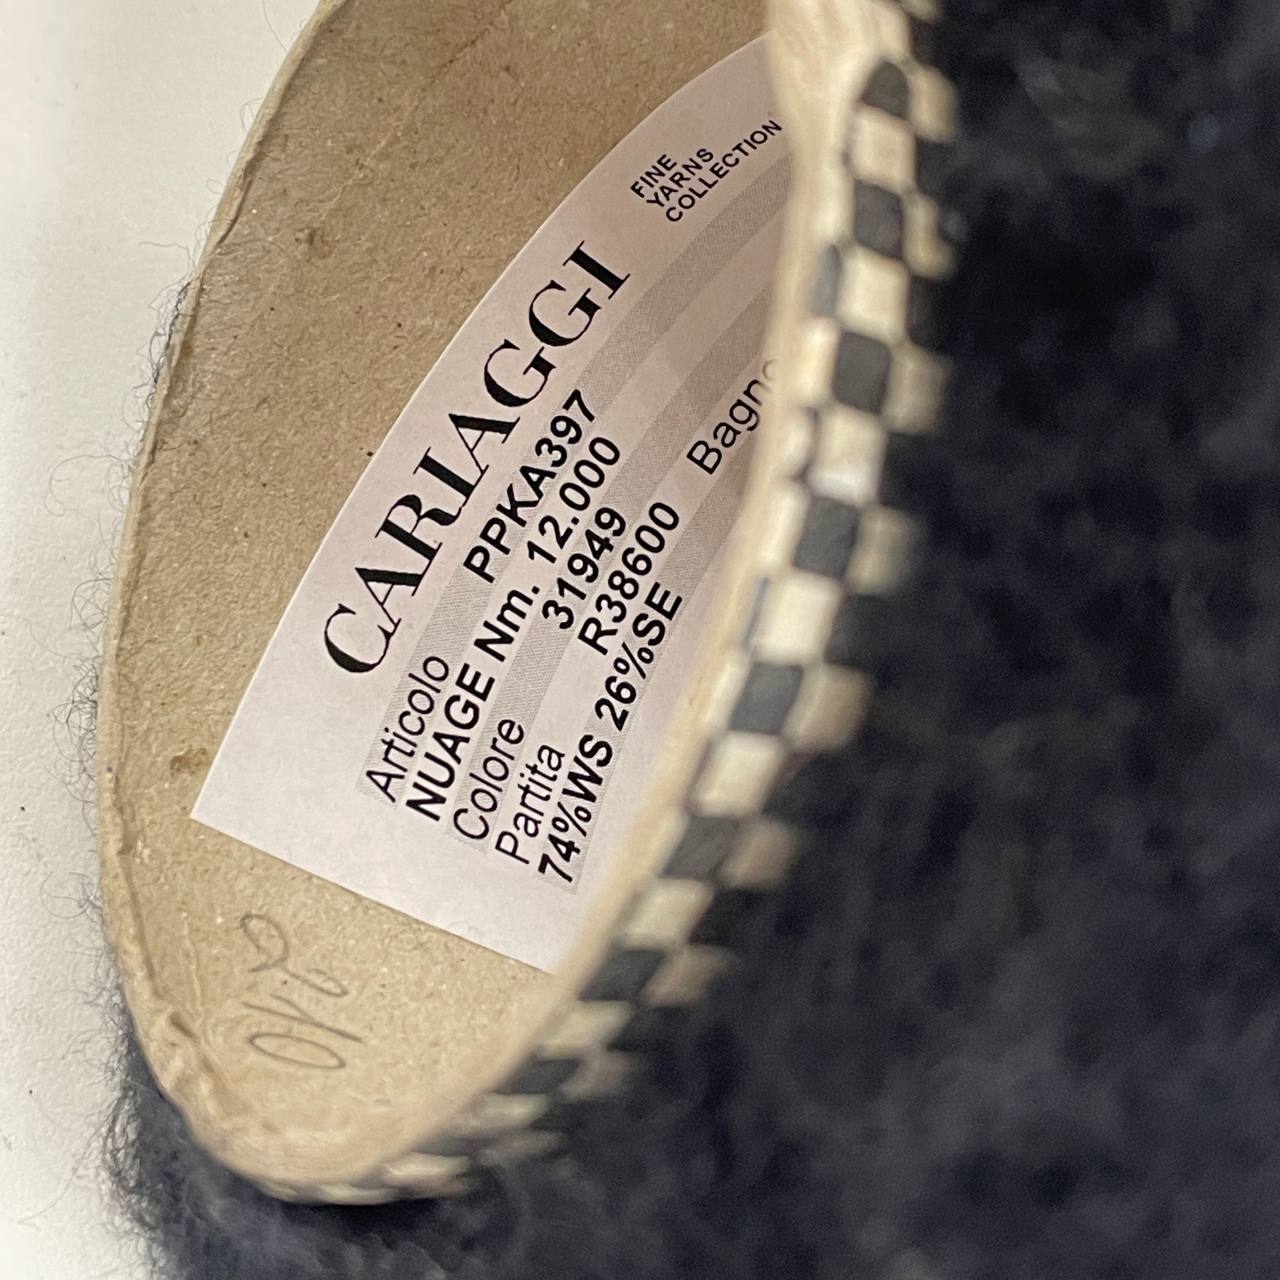 CARIAGGI
FINE
YARNS
COLLECTION
Articolo PPKA397
NUAGE Nm. 12.000
Colore 31949
Partita R38600 Bagno
74%WS 26%SE